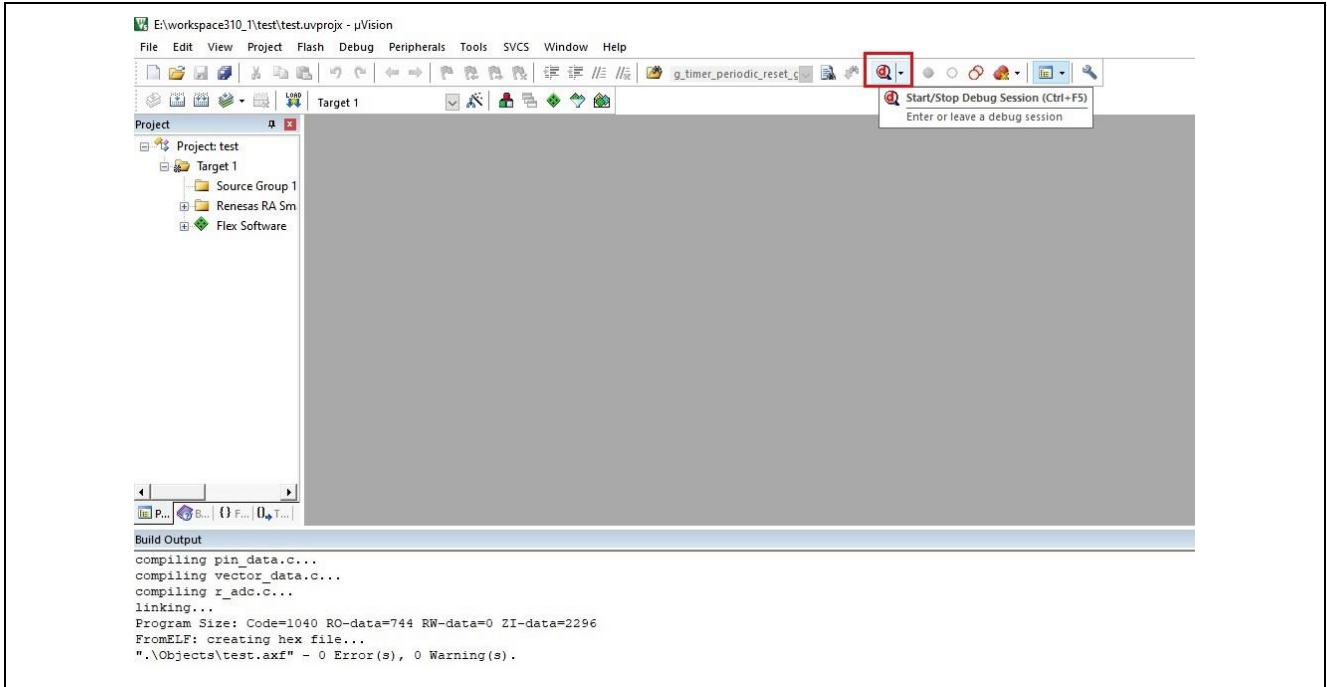 E:\workspace310_1\test\test.uvprojx - µVision
File Edit View Project Flash Debug Peripherals Tools SVCS Window Help
g_timer_periodic_reset_c
LOAD Target 1
Start/Stop Debug Session (Ctrl+F5)
Enter or leave a debug session
Project
Project: test
Target 1
Source Group 1
Renesas RA Sm
Flex Software
P... B... {} F... 0 T...
Build Output
compiling pin_data.c...
compiling vector_data.c...
compiling r_adc.c...
linking...
Program Size: Code=1040 RO-data=744 RW-data=0 ZI-data=2296
FromELF: creating hex file...
".\Objects\test.axf" - 0 Error(s), 0 Warning(s).